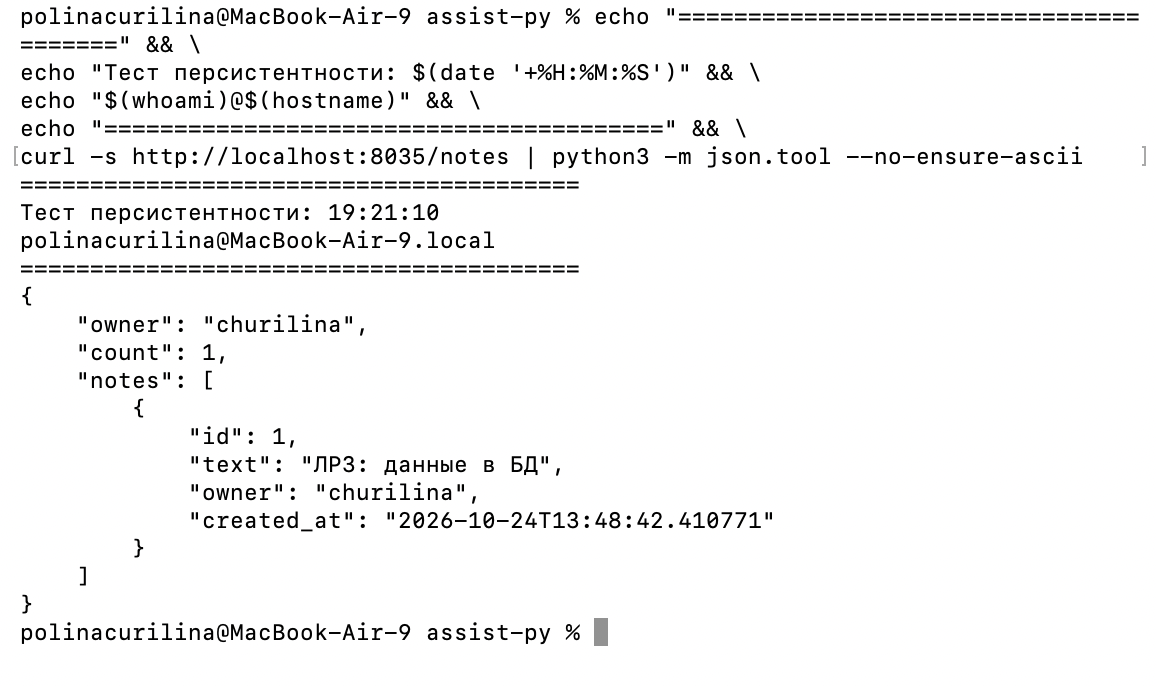 polinacurilina@MacBook-Air-9 assist-py % echo "=================================
=======" && \
echo "Тест персистентности: $(date '+%H:%M:%S')" && \
echo "$(whoami)@$(hostname)" && \
echo "========================================" && \
[curl -s http://localhost:8035/notes | python3 -m json.tool --no-ensure-ascii    ]
========================================
Тест персистентности: 19:21:10
polinacurilina@MacBook-Air-9.local
========================================
{
    "owner": "churilina",
    "count": 1,
    "notes": [
        {
            "id": 1,
            "text": "ЛР3: данные в БД",
            "owner": "churilina",
            "created_at": "2026-10-24T13:48:42.410771"
        }
    ]
}
polinacurilina@MacBook-Air-9 assist-py %